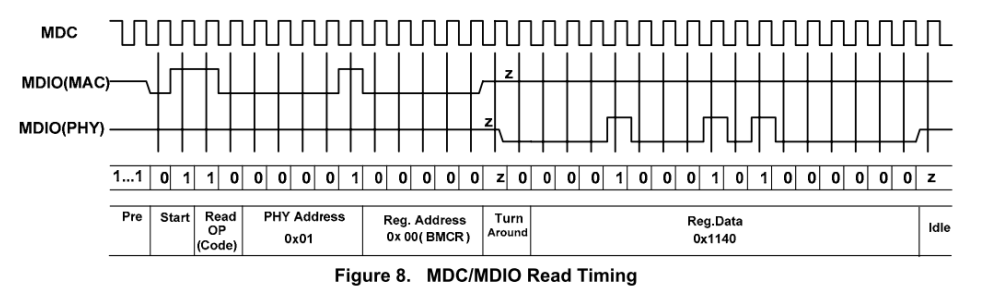 MDC
MDIO(MAC)
z
MDIO(PHY)
z
1...1 0 1 1 0 0 0 0 0 1 0 0 0 0 0 z 0 0 0 0 1 0 0 0 1 0 1 0 0 0 0 0 0 z
Pre Start Read OP (Code) PHY Address 0x01 Reg. Address 0x 00( BMCR ) Turn Around Reg.Data 0x1140 Idle
Figure 8. MDC/MDIO Read Timing